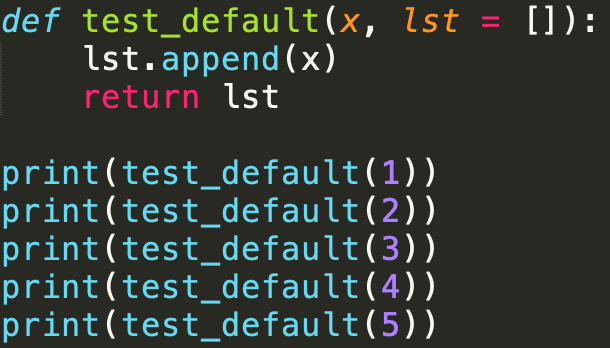 def test_default(x, lst = []):
    lst.append(x)
    return lst

print(test_default(1))
print(test_default(2))
print(test_default(3))
print(test_default(4))
print(test_default(5))